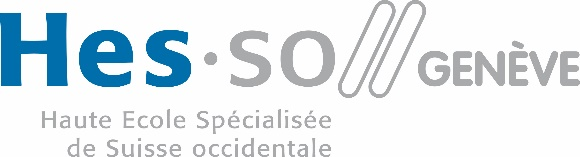 Hes·so GENÈVE
Haute Ecole Spécialisée
de Suisse occidentale